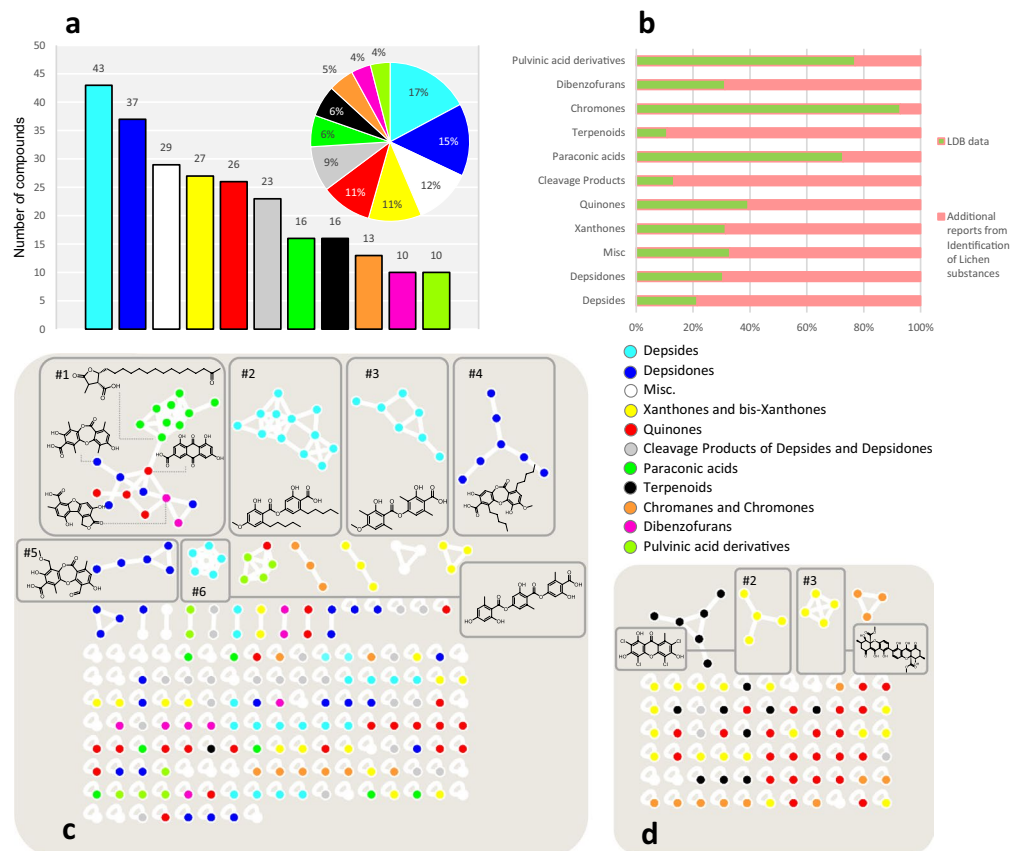 a
Number of compounds
50
45
40
35
30
25
20
15
10
5
0
43
37
29
27
26
23
16
16
13
10
10
17%
15%
12%
11%
11%
9%
6%
6%
5%
4%
4%
b
Pulvinic acid derivatives
Dibenzofurans
Chromones
Terpenoids
Paraconic acids
Cleavage Products
Quinones
Xanthones
Misc
Depsidones
Depsides
0%
20%
40%
60%
80%
100%
LDB data
Additional
reports from
Identification
of Lichen
substances
Depsides
Depsidones
Misc.
Xanthones and bis-Xanthones
Quinones
Cleavage Products of Depsides and Depsidones
Paraconic acids
Terpenoids
Chromanes and Chromones
Dibenzofurans
Pulvinic acid derivatives
#1
#2
#3
#4
#5
#6
c
#2
#3
d